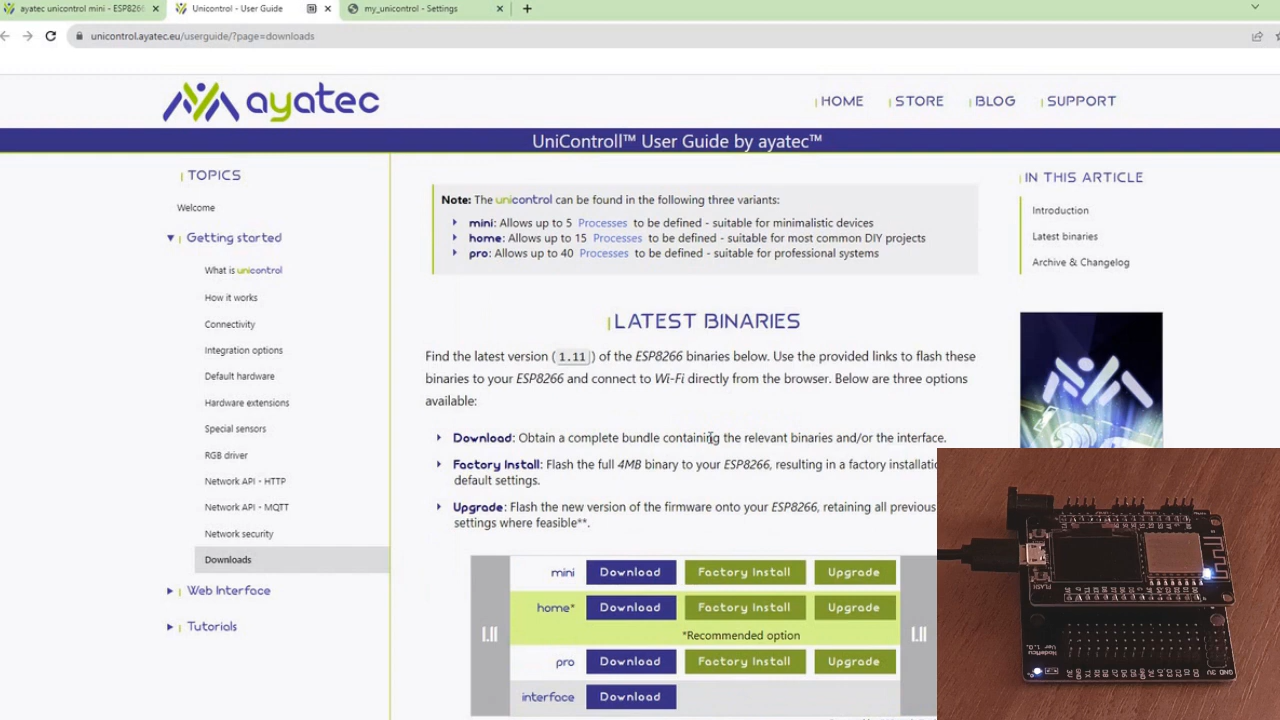 ayatec unicontrol mini - ESP826
Unicontrol - User Guide
my_unicontrol - Settings
unicontrol.ayatec.eu/userguide/?page=downloads
ayatec
HOME
STORE
BLOG
SUPPORT
UniControll™ User Guide by ayatec™
TOPICS
Welcome
Getting started
What is unicontrol
How it works
Connectivity
Integration options
Default hardware
Hardware extensions
Special sensors
RGB driver
Network API - HTTP
Network API - MQTT
Network security
Downloads
Web Interface
Tutorials
Note: The unicontrol can be found in the following three variants:
mini: Allows up to 5 Processes to be defined - suitable for minimalistic devices
home: Allows up to 15 Processes to be defined - suitable for most common DIY projects
pro: Allows up to 40 Processes to be defined - suitable for professional systems
LATEST BINARIES
Find the latest version ( 1.11 ) of the ESP8266 binaries below. Use the provided links to flash these
binaries to your ESP8266 and connect to Wi-Fi directly from the browser. Below are three options
available:
Download: Obtain a complete bundle containing the relevant binaries and/or the interface.
Factory Install: Flash the full 4MB binary to your ESP8266, resulting in a factory installatio
default settings.
Upgrade: Flash the new version of the firmware onto your ESP8266, retaining all previous
settings where feasible**.
mini Download Factory Install Upgrade
home* Download Factory Install Upgrade
*Recommended option
pro Download Factory Install Upgrade
interface Download
1.11
1.11
IN THIS ARTICLE
Introduction
Latest binaries
Archive & Changelog
FLASH
NodeMcu